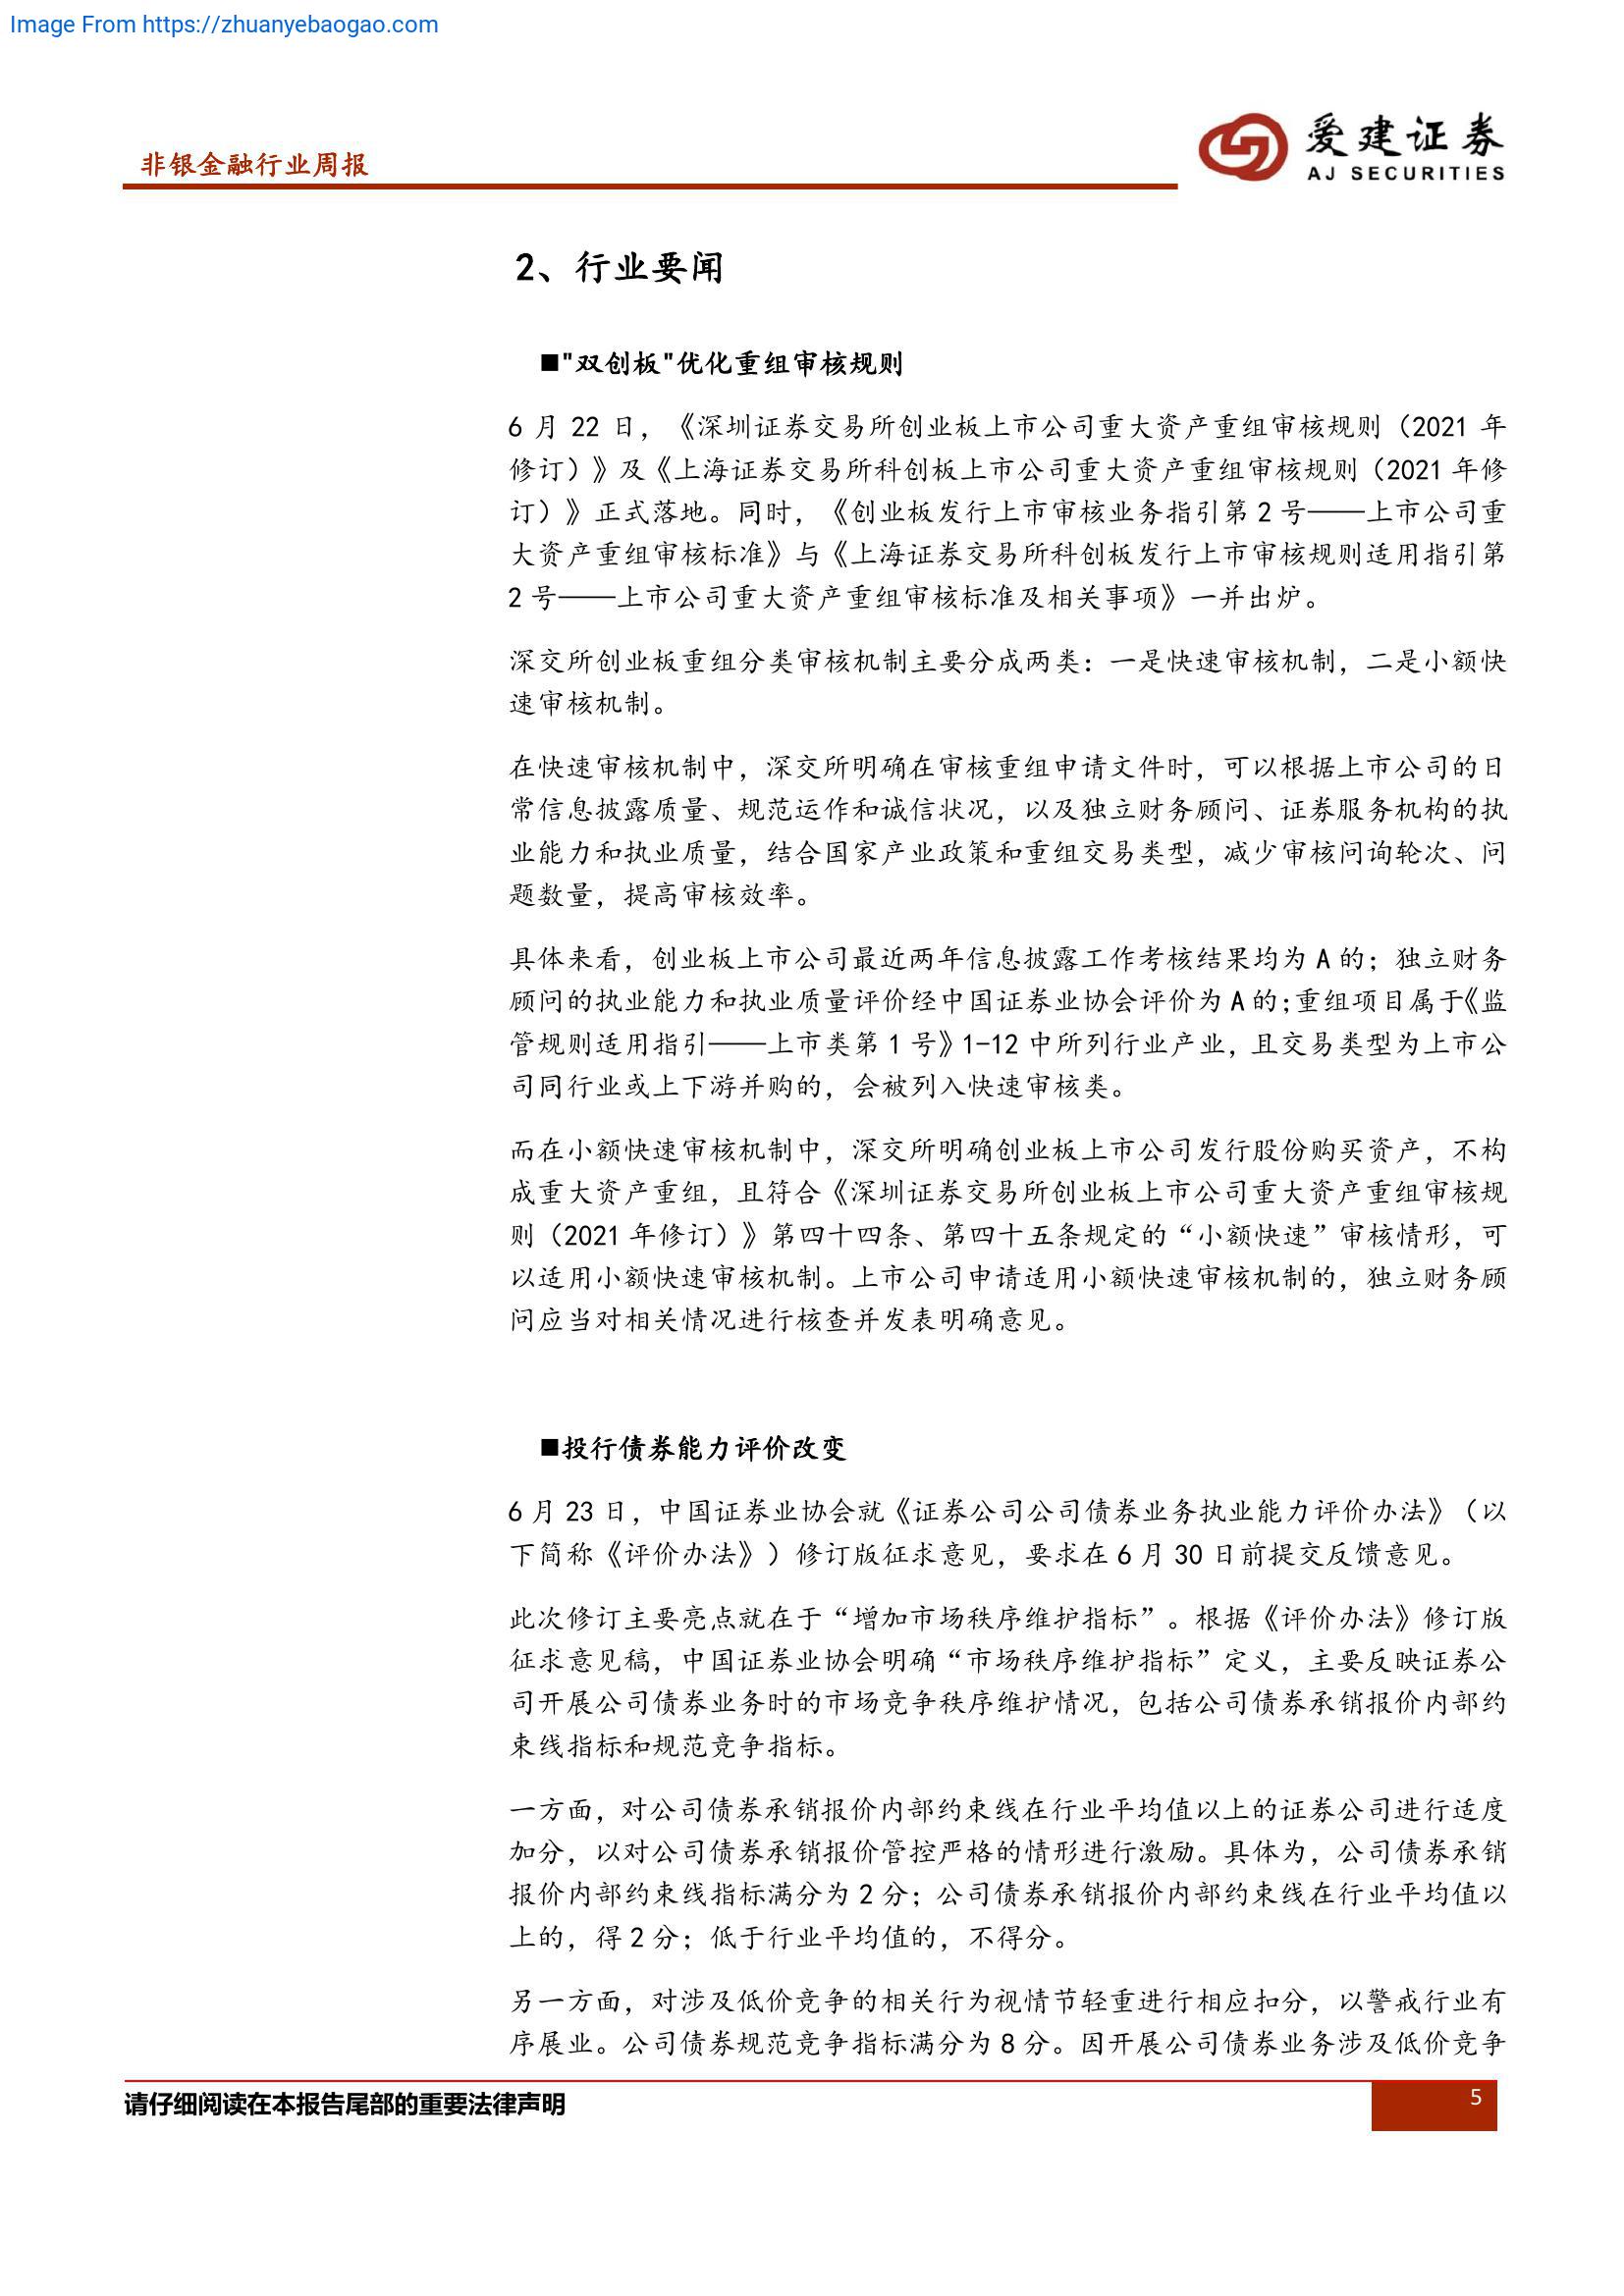 Image From https://zhuanyebaogao.com
非银金融行业周报
爱建证券
AJ SECURITIES
2、行业要闻
■"双创板"优化重组审核规则
6 月 22 日，《深圳证券交易所创业板上市公司重大资产重组审核规则（2021 年
修订）》及《上海证券交易所科创板上市公司重大资产重组审核规则（2021 年修
订）》正式落地。同时，《创业板发行上市审核业务指引第 2 号——上市公司重
大资产重组审核标准》与《上海证券交易所科创板发行上市审核规则适用指引第
2 号——上市公司重大资产重组审核标准及相关事项》一并出炉。
深交所创业板重组分类审核机制主要分成两类：一是快速审核机制，二是小额快
速审核机制。
在快速审核机制中，深交所明确在审核重组申请文件时，可以根据上市公司的日
常信息披露质量、规范运作和诚信状况，以及独立财务顾问、证券服务机构的执
业能力和执业质量，结合国家产业政策和重组交易类型，减少审核问询轮次、问
题数量，提高审核效率。
具体来看，创业板上市公司最近两年信息披露工作考核结果均为 A 的；独立财务
顾问的执业能力和执业质量评价经中国证券业协会评价为 A 的；重组项目属于《监
管规则适用指引——上市类第 1 号》1-12 中所列行业产业，且交易类型为上市公
司同行业或上下游并购的，会被列入快速审核类。
而在小额快速审核机制中，深交所明确创业板上市公司发行股份购买资产，不构
成重大资产重组，且符合《深圳证券交易所创业板上市公司重大资产重组审核规
则（2021 年修订）》第四十四条、第四十五条规定的“小额快速”审核情形，可
以适用小额快速审核机制。上市公司申请适用小额快速审核机制的，独立财务顾
问应当对相关情况进行核查并发表明确意见。
■投行债券能力评价改变
6 月 23 日，中国证券业协会就《证券公司公司债券业务执业能力评价办法》（以
下简称《评价办法》）修订版征求意见，要求在 6 月 30 日前提交反馈意见。
此次修订主要亮点就在于“增加市场秩序维护指标”。根据《评价办法》修订版
征求意见稿，中国证券业协会明确“市场秩序维护指标”定义，主要反映证券公
司开展公司债券业务时的市场竞争秩序维护情况，包括公司债券承销报价内部约
束线指标和规范竞争指标。
一方面，对公司债券承销报价内部约束线在行业平均值以上的证券公司进行适度
加分，以对公司债券承销报价管控严格的情形进行激励。具体为，公司债券承销
报价内部约束线指标满分为 2 分；公司债券承销报价内部约束线在行业平均值以
上的，得 2 分；低于行业平均值的，不得分。
另一方面，对涉及低价竞争的相关行为视情节轻重进行相应扣分，以警戒行业有
序展业。公司债券规范竞争指标满分为 8 分。因开展公司债券业务涉及低价竞争
请仔细阅读在本报告尾部的重要法律声明
5